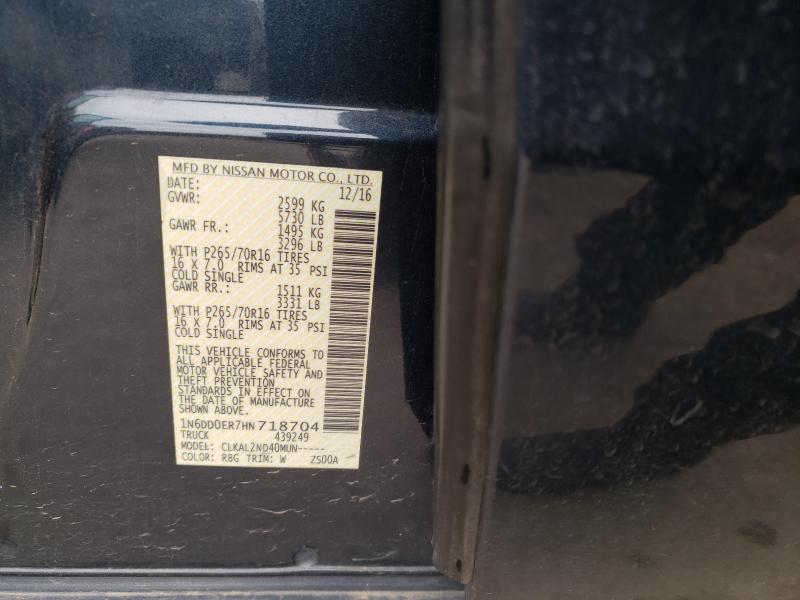 MFD BY NISSAN MOTOR CO., LTD.
DATE: 12/16
GVWR: 2599 KG
5730 LB
GAWR FR.: 1495 KG
3296 LB
WITH P265/70R16 TIRES
16 X 7.0 RIMS AT 35 PSI
COLD SINGLE
GAWR RR.: 1511 KG
3331 LB
WITH P265/70R16 TIRES
16 X 7.0 RIMS AT 35 PSI
COLD SINGLE
THIS VEHICLE CONFORMS TO
ALL APPLICABLE FEDERAL
MOTOR VEHICLE SAFETY AND
THEFT PREVENTION
STANDARDS IN EFFECT ON
THE DATE OF MANUFACTURE
SHOWN ABOVE.
1N6DD0ER7HN718704
TRUCK 439249
MODEL: CLKAL2ND40MUN-----
COLOR: RBG TRIM: W ZS00A